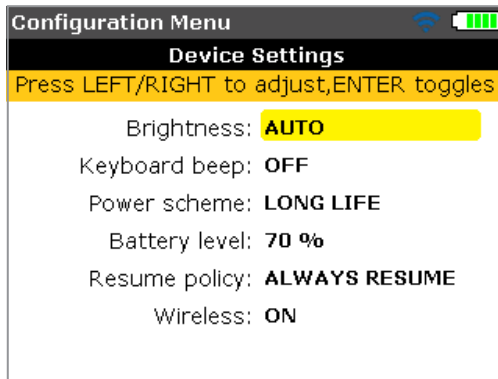 Configuration Menu
Device Settings
Press LEFT/RIGHT to adjust,ENTER toggles
Brightness: AUTO
Keyboard beep: OFF
Power scheme: LONG LIFE
Battery level: 70 %
Resume policy: ALWAYS RESUME
Wireless: ON